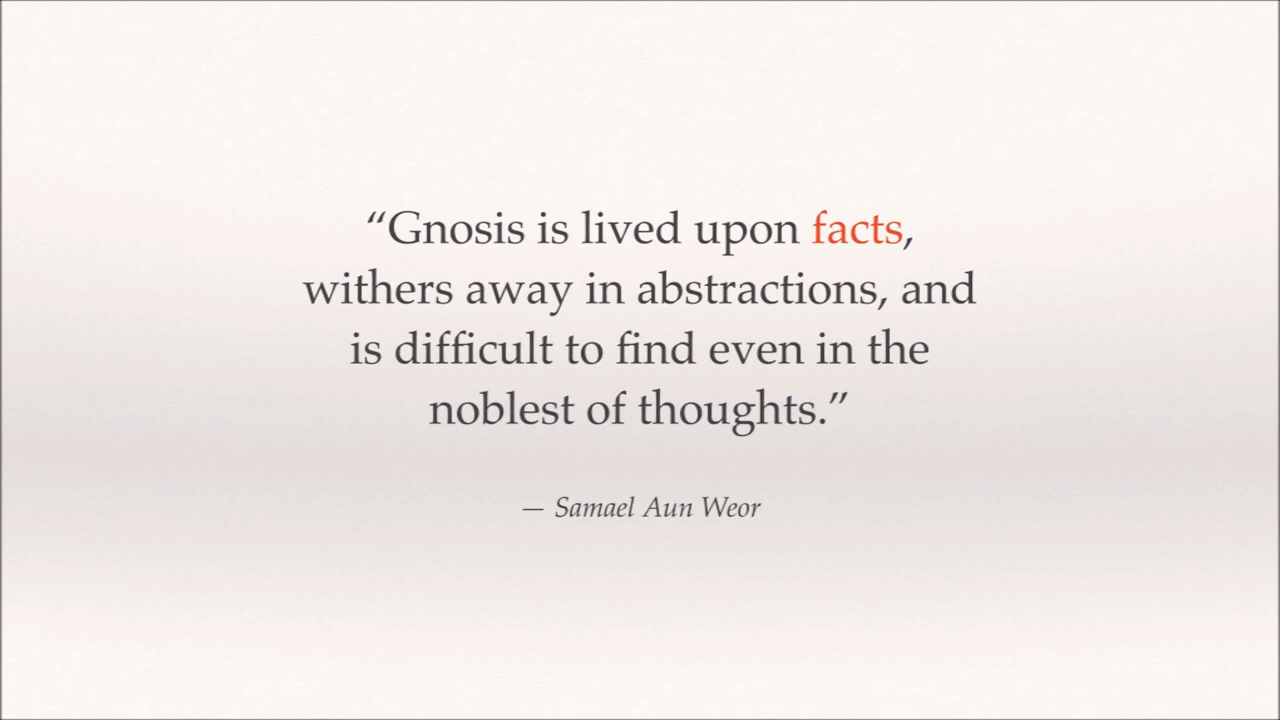 “Gnosis is lived upon facts,
withers away in abstractions, and
is difficult to find even in the
noblest of thoughts.”
— Samael Aun Weor